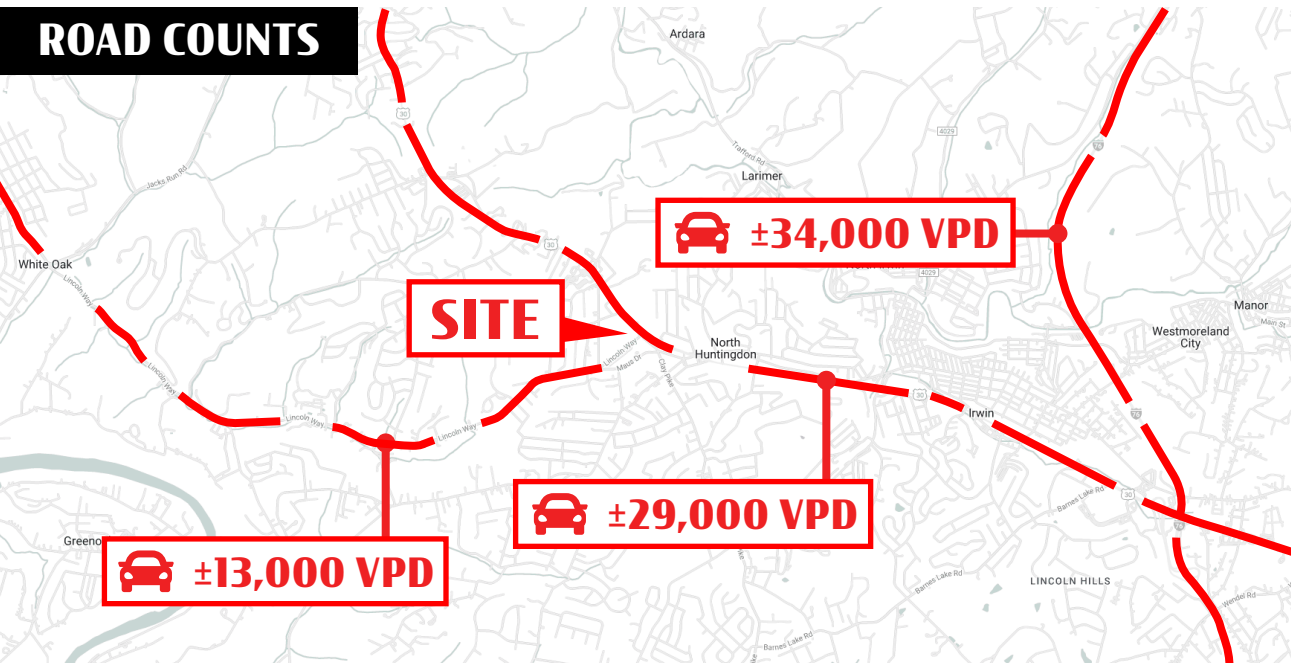 ROAD COUNTS
Ardara
30
4029
Trafford Rd
76
Jacks Run Rd
Larimer
±34,000 VPD
30
White Oak
4029
Lincoln Way
SITE
Manor
Main St
Westmoreland
City
North
Huntingdon
Lincoln Way
Maus Dr
Clay Pike
Lincoln Way
30
76
Irwin
Lincoln Way
Lincoln Way
Barnes Lake Rd
30
±29,000 VPD
76
Greeno
±13,000 VPD
Barnes Lake Rd
LINCOLN HILLS
Wendel Rd
Barnes Lake Rd